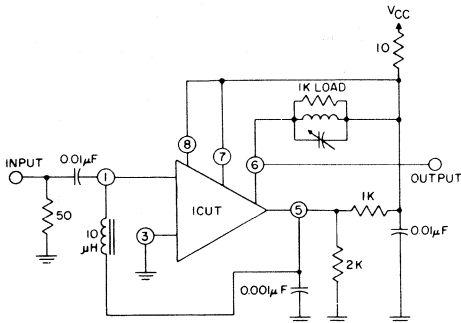 VCC
10
1K LOAD
8
7
6
INPUT
0.01µF
1
OUTPUT
ICUT
1K
50
10
µH
3
5
0.01µF
2K
0.001µF